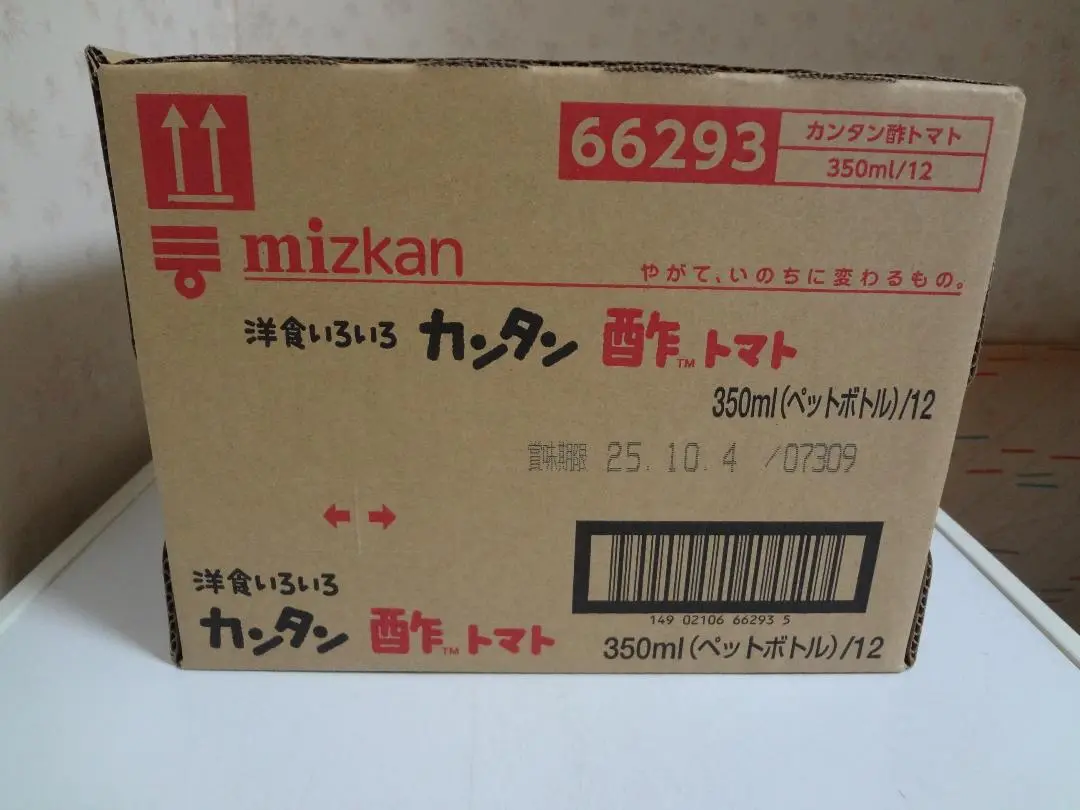 66293
カンタン酢トマト
350ml/12
mizkan
やがて、いのちに変わるもの。
洋食いろいろ カンタン 酢™トマト
350ml(ペットボトル)/12
賞味期限 25.10.4 /07309
149 02106 66293 5
洋食いろいろ
カンタン 酢™トマト
350ml(ペットボトル)/12